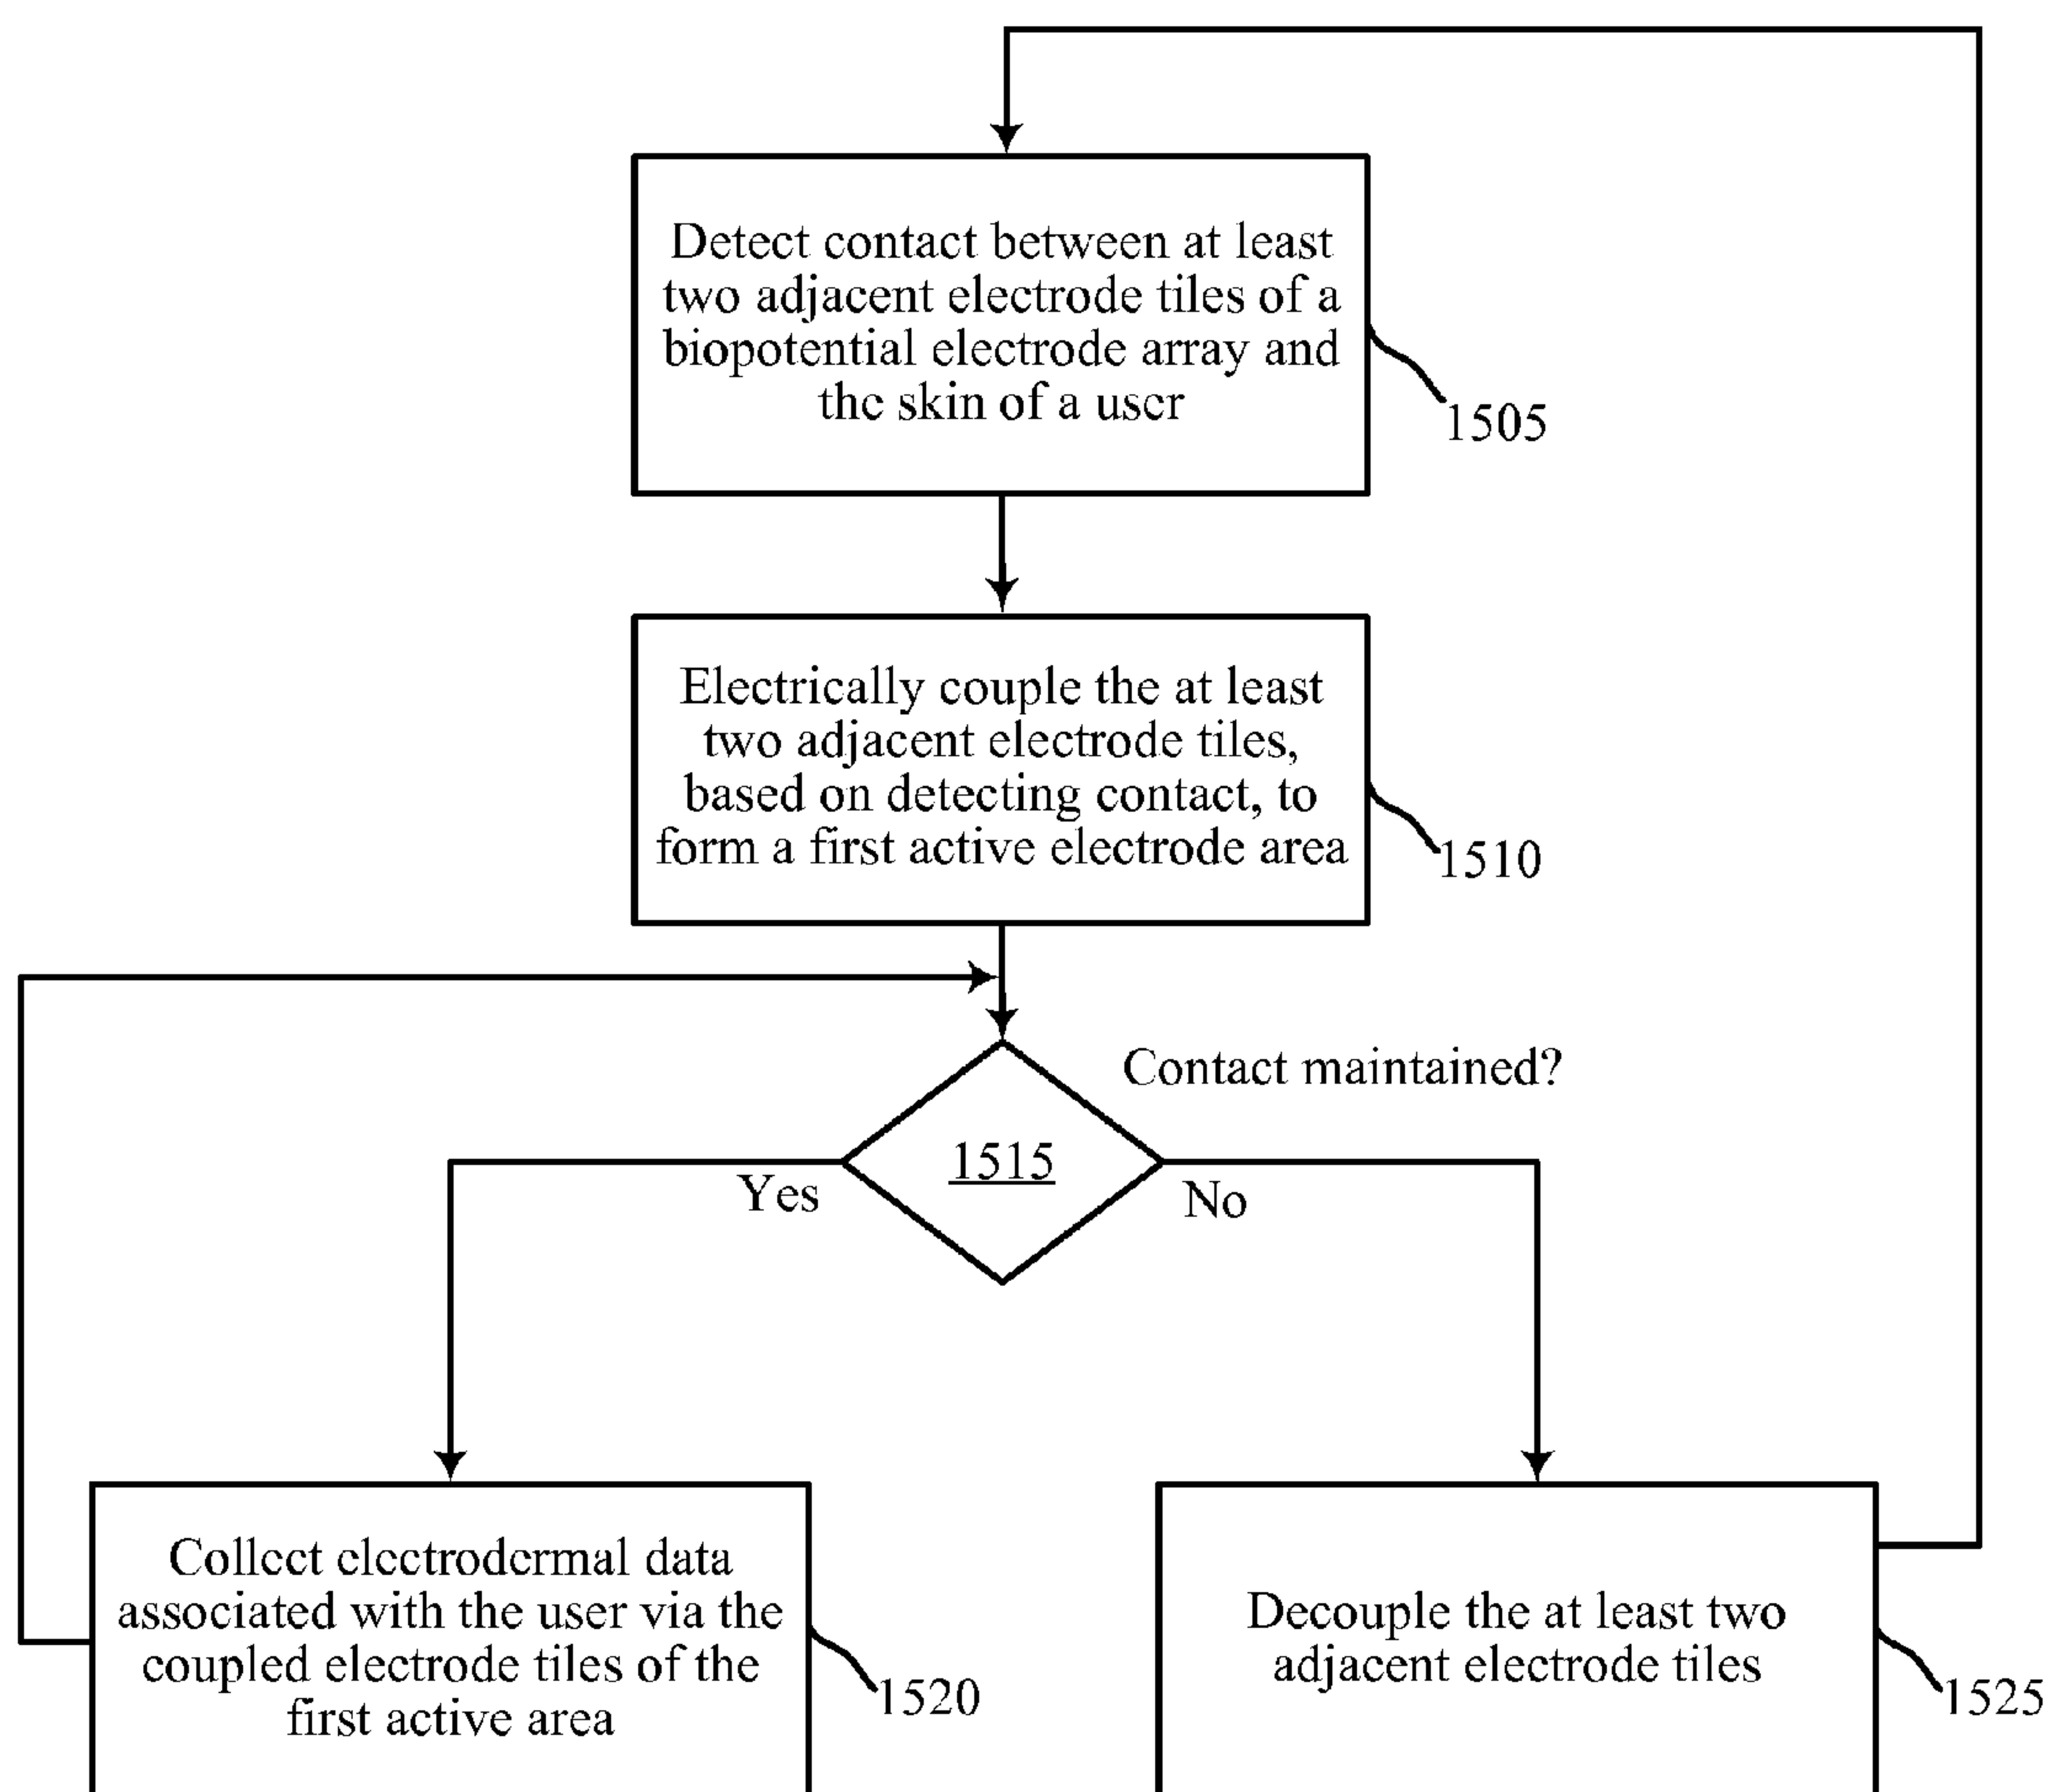 Detect contact between at least
two adjacent electrode tiles of a
biopotential electrode array and
the skin of a user
1505
Electrically couple the at least
two adjacent electrode tiles,
based on detecting contact, to
form a first active electrode area
1510
Contact maintained?
1515
Yes
No
Collect electrodermal data
associated with the user via the
coupled electrode tiles of the
first active area
1520
Decouple the at least two
adjacent electrode tiles
1525